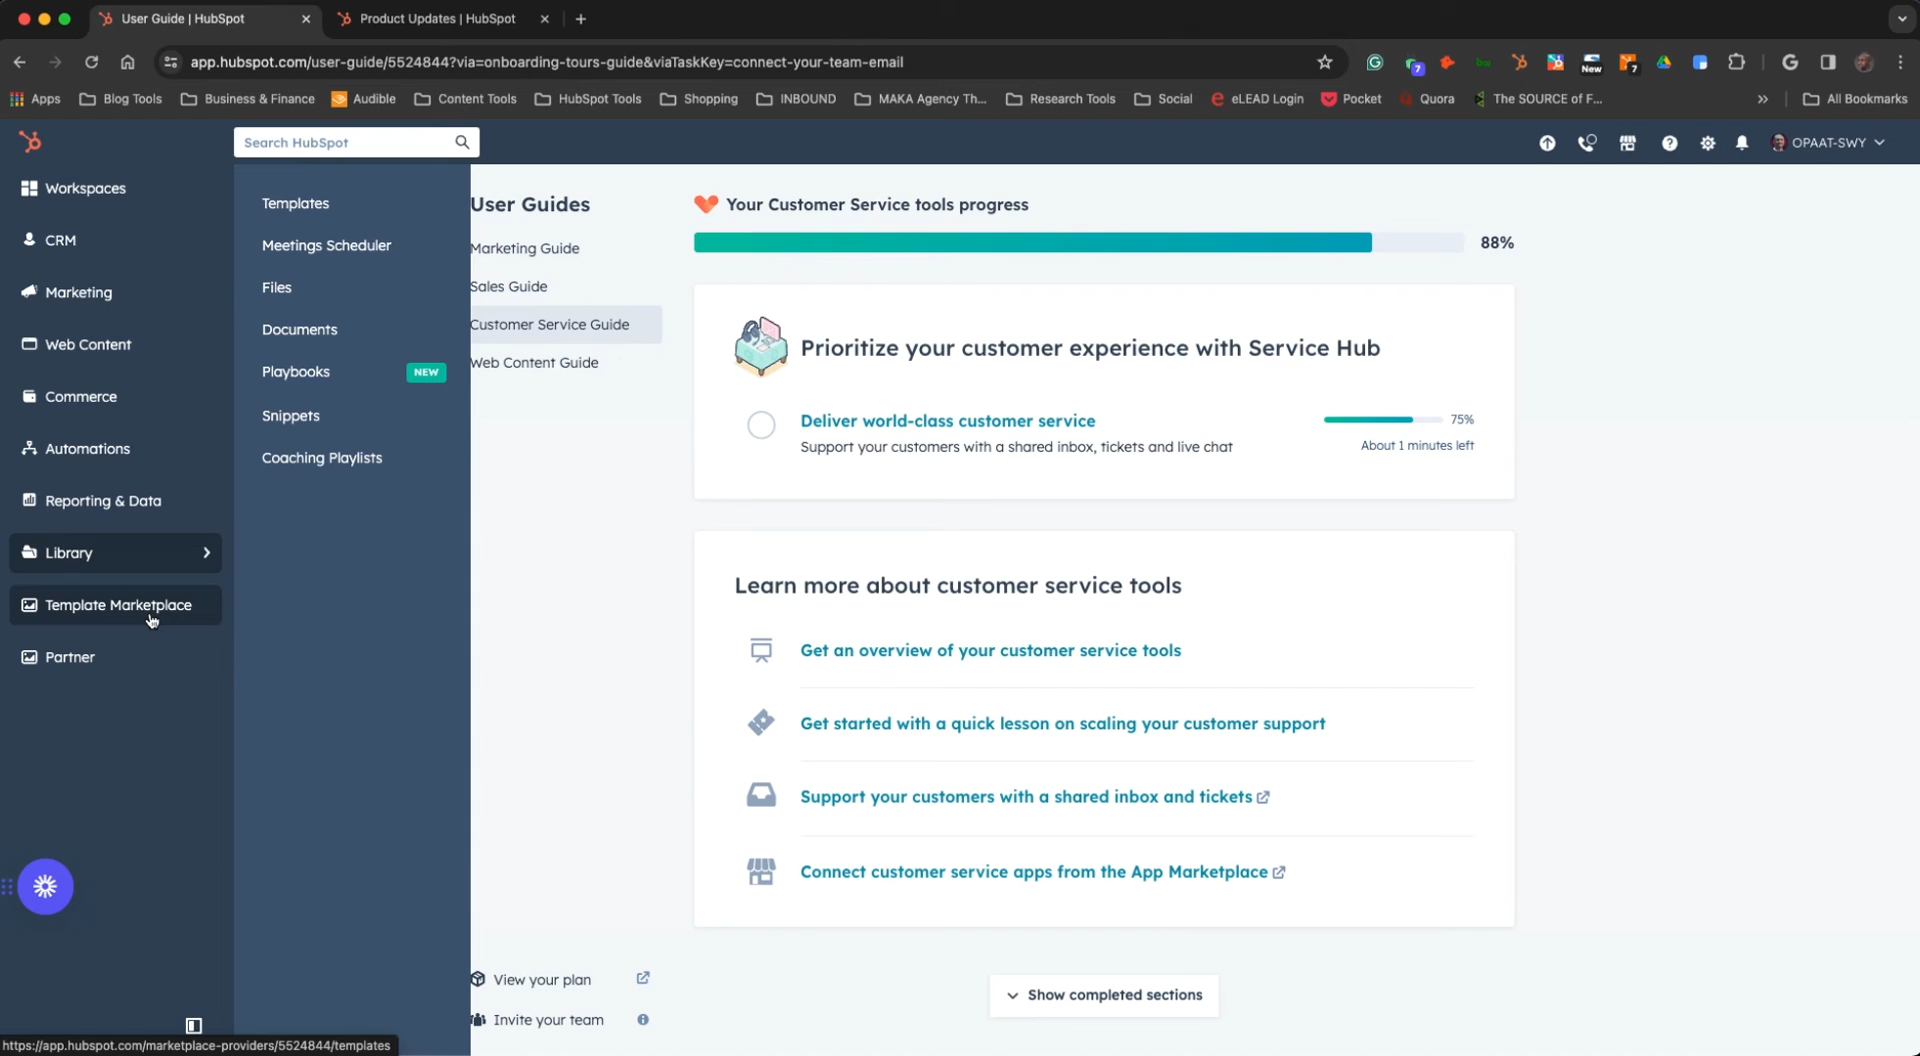 User Guide | HubSpot
Product Updates | HubSpot
app.hubspot.com/user-guide/5524844?via=onboarding-tours-guide&viaTaskKey=connect-your-team-email
7
New
7
Apps
Blog Tools
Business & Finance
Audible
Content Tools
HubSpot Tools
Shopping
INBOUND
MAKA Agency Th...
Research Tools
Social
eLEAD Login
Pocket
Quora
The SOURCE of F...
All Bookmarks
Search HubSpot
OPAAT-SWY
Workspaces
CRM
Marketing
Web Content
Commerce
Automations
Reporting & Data
Library
Template Marketplace
Partner
Templates
Meetings Scheduler
Files
Documents
Playbooks NEW
Snippets
Coaching Playlists
User Guides
Marketing Guide
Sales Guide
Customer Service Guide
Web Content Guide
Your Customer Service tools progress
88%
Prioritize your customer experience with Service Hub
Deliver world-class customer service
75%
Support your customers with a shared inbox, tickets and live chat
About 1 minutes left
Learn more about customer service tools
Get an overview of your customer service tools
Get started with a quick lesson on scaling your customer support
Support your customers with a shared inbox and tickets
Connect customer service apps from the App Marketplace
View your plan
Invite your team
Show completed sections
https://app.hubspot.com/marketplace-providers/5524844/templates